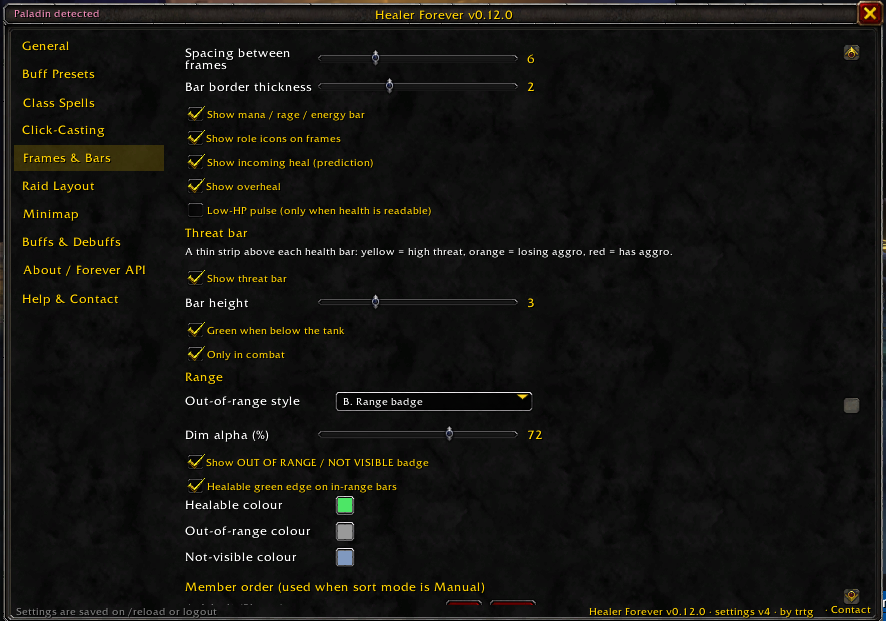 Paladin detected
Healer Forever v0.12.0
General
Buff Presets
Class Spells
Click-Casting
Frames & Bars
Raid Layout
Minimap
Buffs & Debuffs
About / Forever API
Help & Contact
Spacing between
frames
6
Bar border thickness
2
Show mana / rage / energy bar
Show role icons on frames
Show incoming heal (prediction)
Show overheal
Low-HP pulse (only when health is readable)
Threat bar
A thin strip above each health bar: yellow = high threat, orange = losing aggro, red = has aggro.
Show threat bar
Bar height
3
Green when below the tank
Only in combat
Range
Out-of-range style
B. Range badge
Dim alpha (%)
72
Show OUT OF RANGE / NOT VISIBLE badge
Healable green edge on in-range bars
Healable colour
Out-of-range colour
Not-visible colour
Member order (used when sort mode is Manual)
Settings are saved on /reload or logout
Healer Forever v0.12.0 · settings v4 · by trtg
· Contact